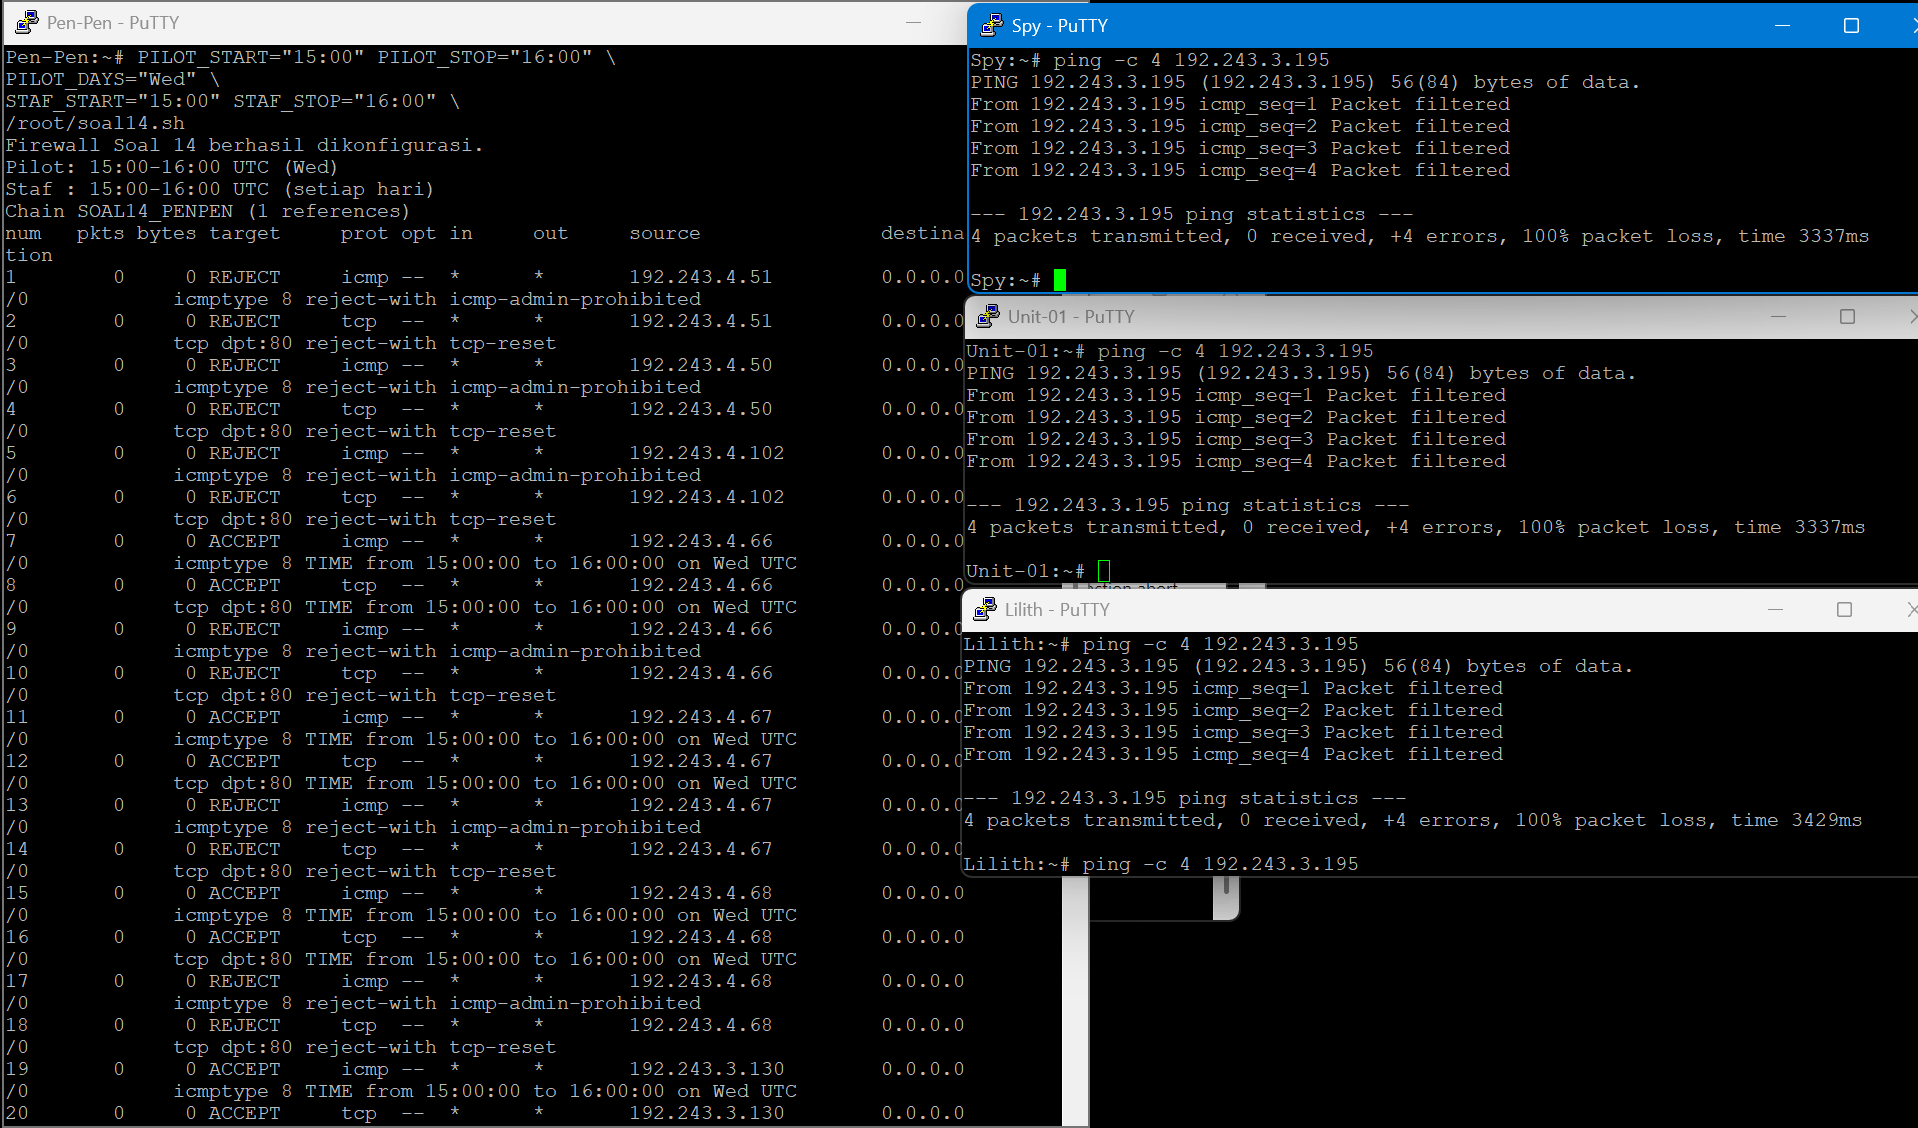 Pen-Pen - PuTTY
Pen-Pen:~# PILOT_START="15:00" PILOT_STOP="16:00" \
PILOT_DAYS="Wed" \
STAF_START="15:00" STAF_STOP="16:00" \
/root/soal14.sh
Firewall Soal 14 berhasil dikonfigurasi.
Pilot: 15:00-16:00 UTC (Wed)
Staf : 15:00-16:00 UTC (setiap hari)
Chain SOAL14_PENPEN (1 references)
num   pkts bytes target     prot opt in     out     source               destina
tion
1        0     0 REJECT     icmp --  *      *       192.243.4.51         0.0.0.0
/0            icmptype 8 reject-with icmp-admin-prohibited
2        0     0 REJECT     tcp  --  *      *       192.243.4.51         0.0.0.0
/0            tcp dpt:80 reject-with tcp-reset
3        0     0 REJECT     icmp --  *      *       192.243.4.50         0.0.0.0
/0            icmptype 8 reject-with icmp-admin-prohibited
4        0     0 REJECT     tcp  --  *      *       192.243.4.50         0.0.0.0
/0            tcp dpt:80 reject-with tcp-reset
5        0     0 REJECT     icmp --  *      *       192.243.4.102        0.0.0.0
/0            icmptype 8 reject-with icmp-admin-prohibited
6        0     0 REJECT     tcp  --  *      *       192.243.4.102        0.0.0.0
/0            tcp dpt:80 reject-with tcp-reset
7        0     0 ACCEPT     icmp --  *      *       192.243.4.66         0.0.0.0
/0            icmptype 8 TIME from 15:00:00 to 16:00:00 on Wed UTC
8        0     0 ACCEPT     tcp  --  *      *       192.243.4.66         0.0.0.0
/0            tcp dpt:80 TIME from 15:00:00 to 16:00:00 on Wed UTC
9        0     0 REJECT     icmp --  *      *       192.243.4.66         0.0.0.0
/0            icmptype 8 reject-with icmp-admin-prohibited
10       0     0 REJECT     tcp  --  *      *       192.243.4.66         0.0.0.0
/0            tcp dpt:80 reject-with tcp-reset
11       0     0 ACCEPT     icmp --  *      *       192.243.4.67         0.0.0.0
/0            icmptype 8 TIME from 15:00:00 to 16:00:00 on Wed UTC
12       0     0 ACCEPT     tcp  --  *      *       192.243.4.67         0.0.0.0
/0            tcp dpt:80 TIME from 15:00:00 to 16:00:00 on Wed UTC
13       0     0 REJECT     icmp --  *      *       192.243.4.67         0.0.0.0
/0            icmptype 8 reject-with icmp-admin-prohibited
14       0     0 REJECT     tcp  --  *      *       192.243.4.67         0.0.0.0
/0            tcp dpt:80 reject-with tcp-reset
15       0     0 ACCEPT     icmp --  *      *       192.243.4.68         0.0.0.0
/0            icmptype 8 TIME from 15:00:00 to 16:00:00 on Wed UTC
16       0     0 ACCEPT     tcp  --  *      *       192.243.4.68         0.0.0.0
/0            tcp dpt:80 TIME from 15:00:00 to 16:00:00 on Wed UTC
17       0     0 REJECT     icmp --  *      *       192.243.4.68         0.0.0.0
/0            icmptype 8 reject-with icmp-admin-prohibited
18       0     0 REJECT     tcp  --  *      *       192.243.4.68         0.0.0.0
/0            tcp dpt:80 reject-with tcp-reset
19       0     0 ACCEPT     icmp --  *      *       192.243.3.130        0.0.0.0
/0            icmptype 8 TIME from 15:00:00 to 16:00:00 on Wed UTC
20       0     0 ACCEPT     tcp  --  *      *       192.243.3.130        0.0.0.0
Spy - PuTTY
Spy:~# ping -c 4 192.243.3.195
PING 192.243.3.195 (192.243.3.195) 56(84) bytes of data.
From 192.243.3.195 icmp_seq=1 Packet filtered
From 192.243.3.195 icmp_seq=2 Packet filtered
From 192.243.3.195 icmp_seq=3 Packet filtered
From 192.243.3.195 icmp_seq=4 Packet filtered
--- 192.243.3.195 ping statistics ---
4 packets transmitted, 0 received, +4 errors, 100% packet loss, time 3337ms
Spy:~#
Unit-01 - PuTTY
Unit-01:~# ping -c 4 192.243.3.195
PING 192.243.3.195 (192.243.3.195) 56(84) bytes of data.
From 192.243.3.195 icmp_seq=1 Packet filtered
From 192.243.3.195 icmp_seq=2 Packet filtered
From 192.243.3.195 icmp_seq=3 Packet filtered
From 192.243.3.195 icmp_seq=4 Packet filtered
--- 192.243.3.195 ping statistics ---
4 packets transmitted, 0 received, +4 errors, 100% packet loss, time 3337ms
Unit-01:~#
Lilith - PuTTY
Lilith:~# ping -c 4 192.243.3.195
PING 192.243.3.195 (192.243.3.195) 56(84) bytes of data.
From 192.243.3.195 icmp_seq=1 Packet filtered
From 192.243.3.195 icmp_seq=2 Packet filtered
From 192.243.3.195 icmp_seq=3 Packet filtered
From 192.243.3.195 icmp_seq=4 Packet filtered
--- 192.243.3.195 ping statistics ---
4 packets transmitted, 0 received, +4 errors, 100% packet loss, time 3429ms
Lilith:~# ping -c 4 192.243.3.195